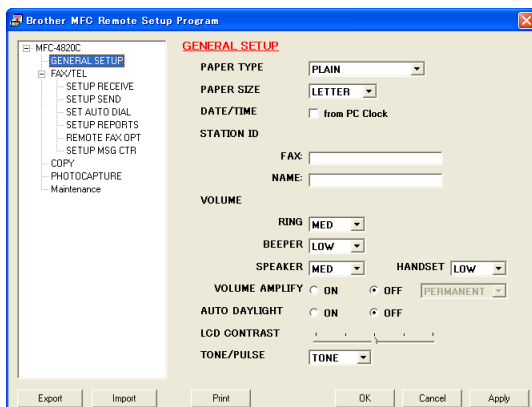 Brother MFC Remote Setup Program
MFC-4820C
GENERAL SETUP
FAX/TEL
SETUP RECEIVE
SETUP SEND
SET AUTO DIAL
SETUP REPORTS
REMOTE FAX OPT
SETUP MSG CTR
COPY
PHOTOCAPTURE
Maintenance
GENERAL SETUP
PAPER TYPE PLAIN
PAPER SIZE LETTER
DATE/TIME from PC Clock
STATION ID
FAX:
NAME:
VOLUME
RING MED
BEEPER LOW
SPEAKER MED HANDSET LOW
VOLUME AMPLIFY ON OFF PERMANENT
AUTO DAYLIGHT ON OFF
LCD CONTRAST
TONE/PULSE TONE
Export Import Print OK Cancel Apply